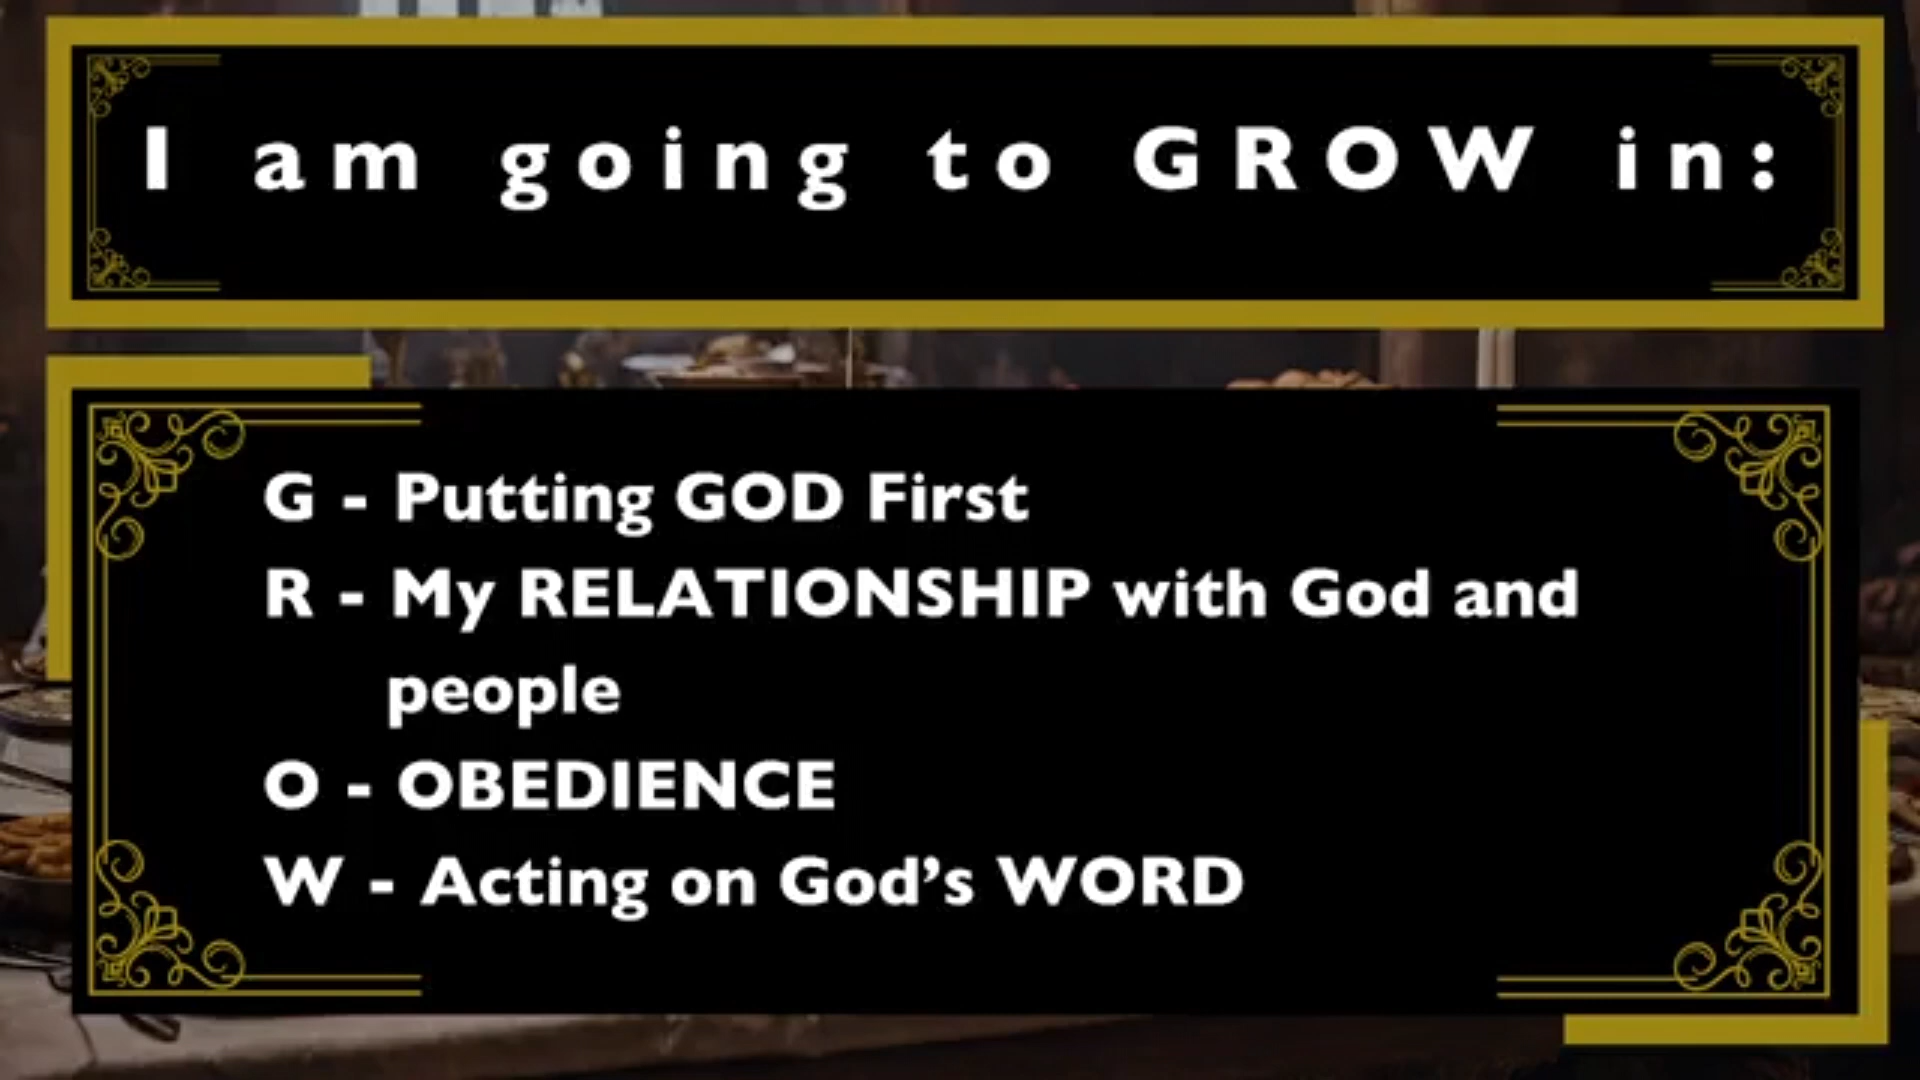 I am going to GROW in:
G - Putting GOD First
R - My RELATIONSHIP with God and
people
O - OBEDIENCE
W - Acting on God’s WORD